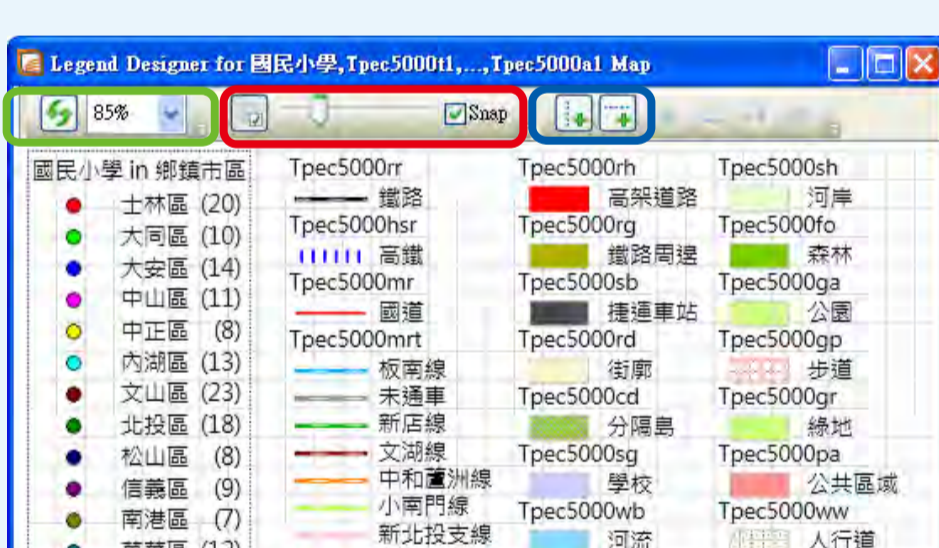 Legend Designer for 國民小學,Tpec5000t1,...,Tpec5000a1 Map
85%
Snap
國民小學 in 鄉鎮市區
士林區 (20)
大同區 (10)
大安區 (14)
中山區 (11)
中正區 (8)
內湖區 (13)
文山區 (23)
北投區 (18)
松山區 (8)
信義區 (9)
南港區 (7)
Tpec5000rr
鐵路
Tpec5000hsr
高鐵
Tpec5000mr
國道
Tpec5000mrt
板南線
未通車
新店線
文湖線
中和蘆洲線
小南門線
新北投支線
Tpec5000rh
高架道路
Tpec5000rg
鐵路周邊
Tpec5000sb
捷運車站
Tpec5000rd
街廓
Tpec5000cd
分隔島
Tpec5000sg
學校
Tpec5000wb
河流
Tpec5000sh
河岸
Tpec5000fo
森林
Tpec5000ga
公園
Tpec5000gp
步道
Tpec5000gr
綠地
Tpec5000pa
公共區域
Tpec5000ww
人行道